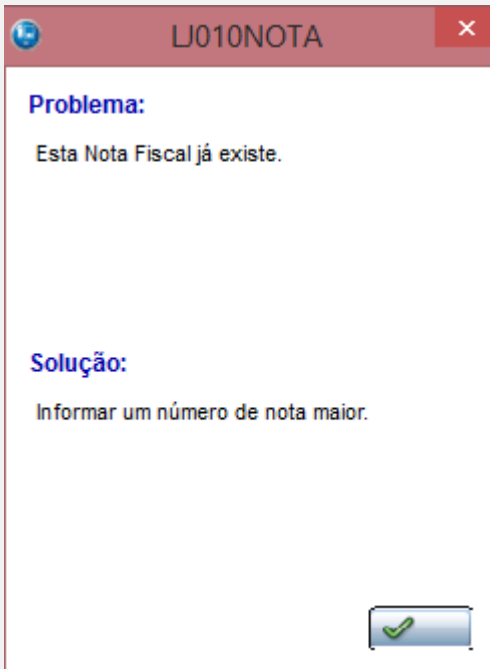 LJ010NOTA
Problema:
Esta Nota Fiscal já existe.
Solução:
Informar um número de nota maior.